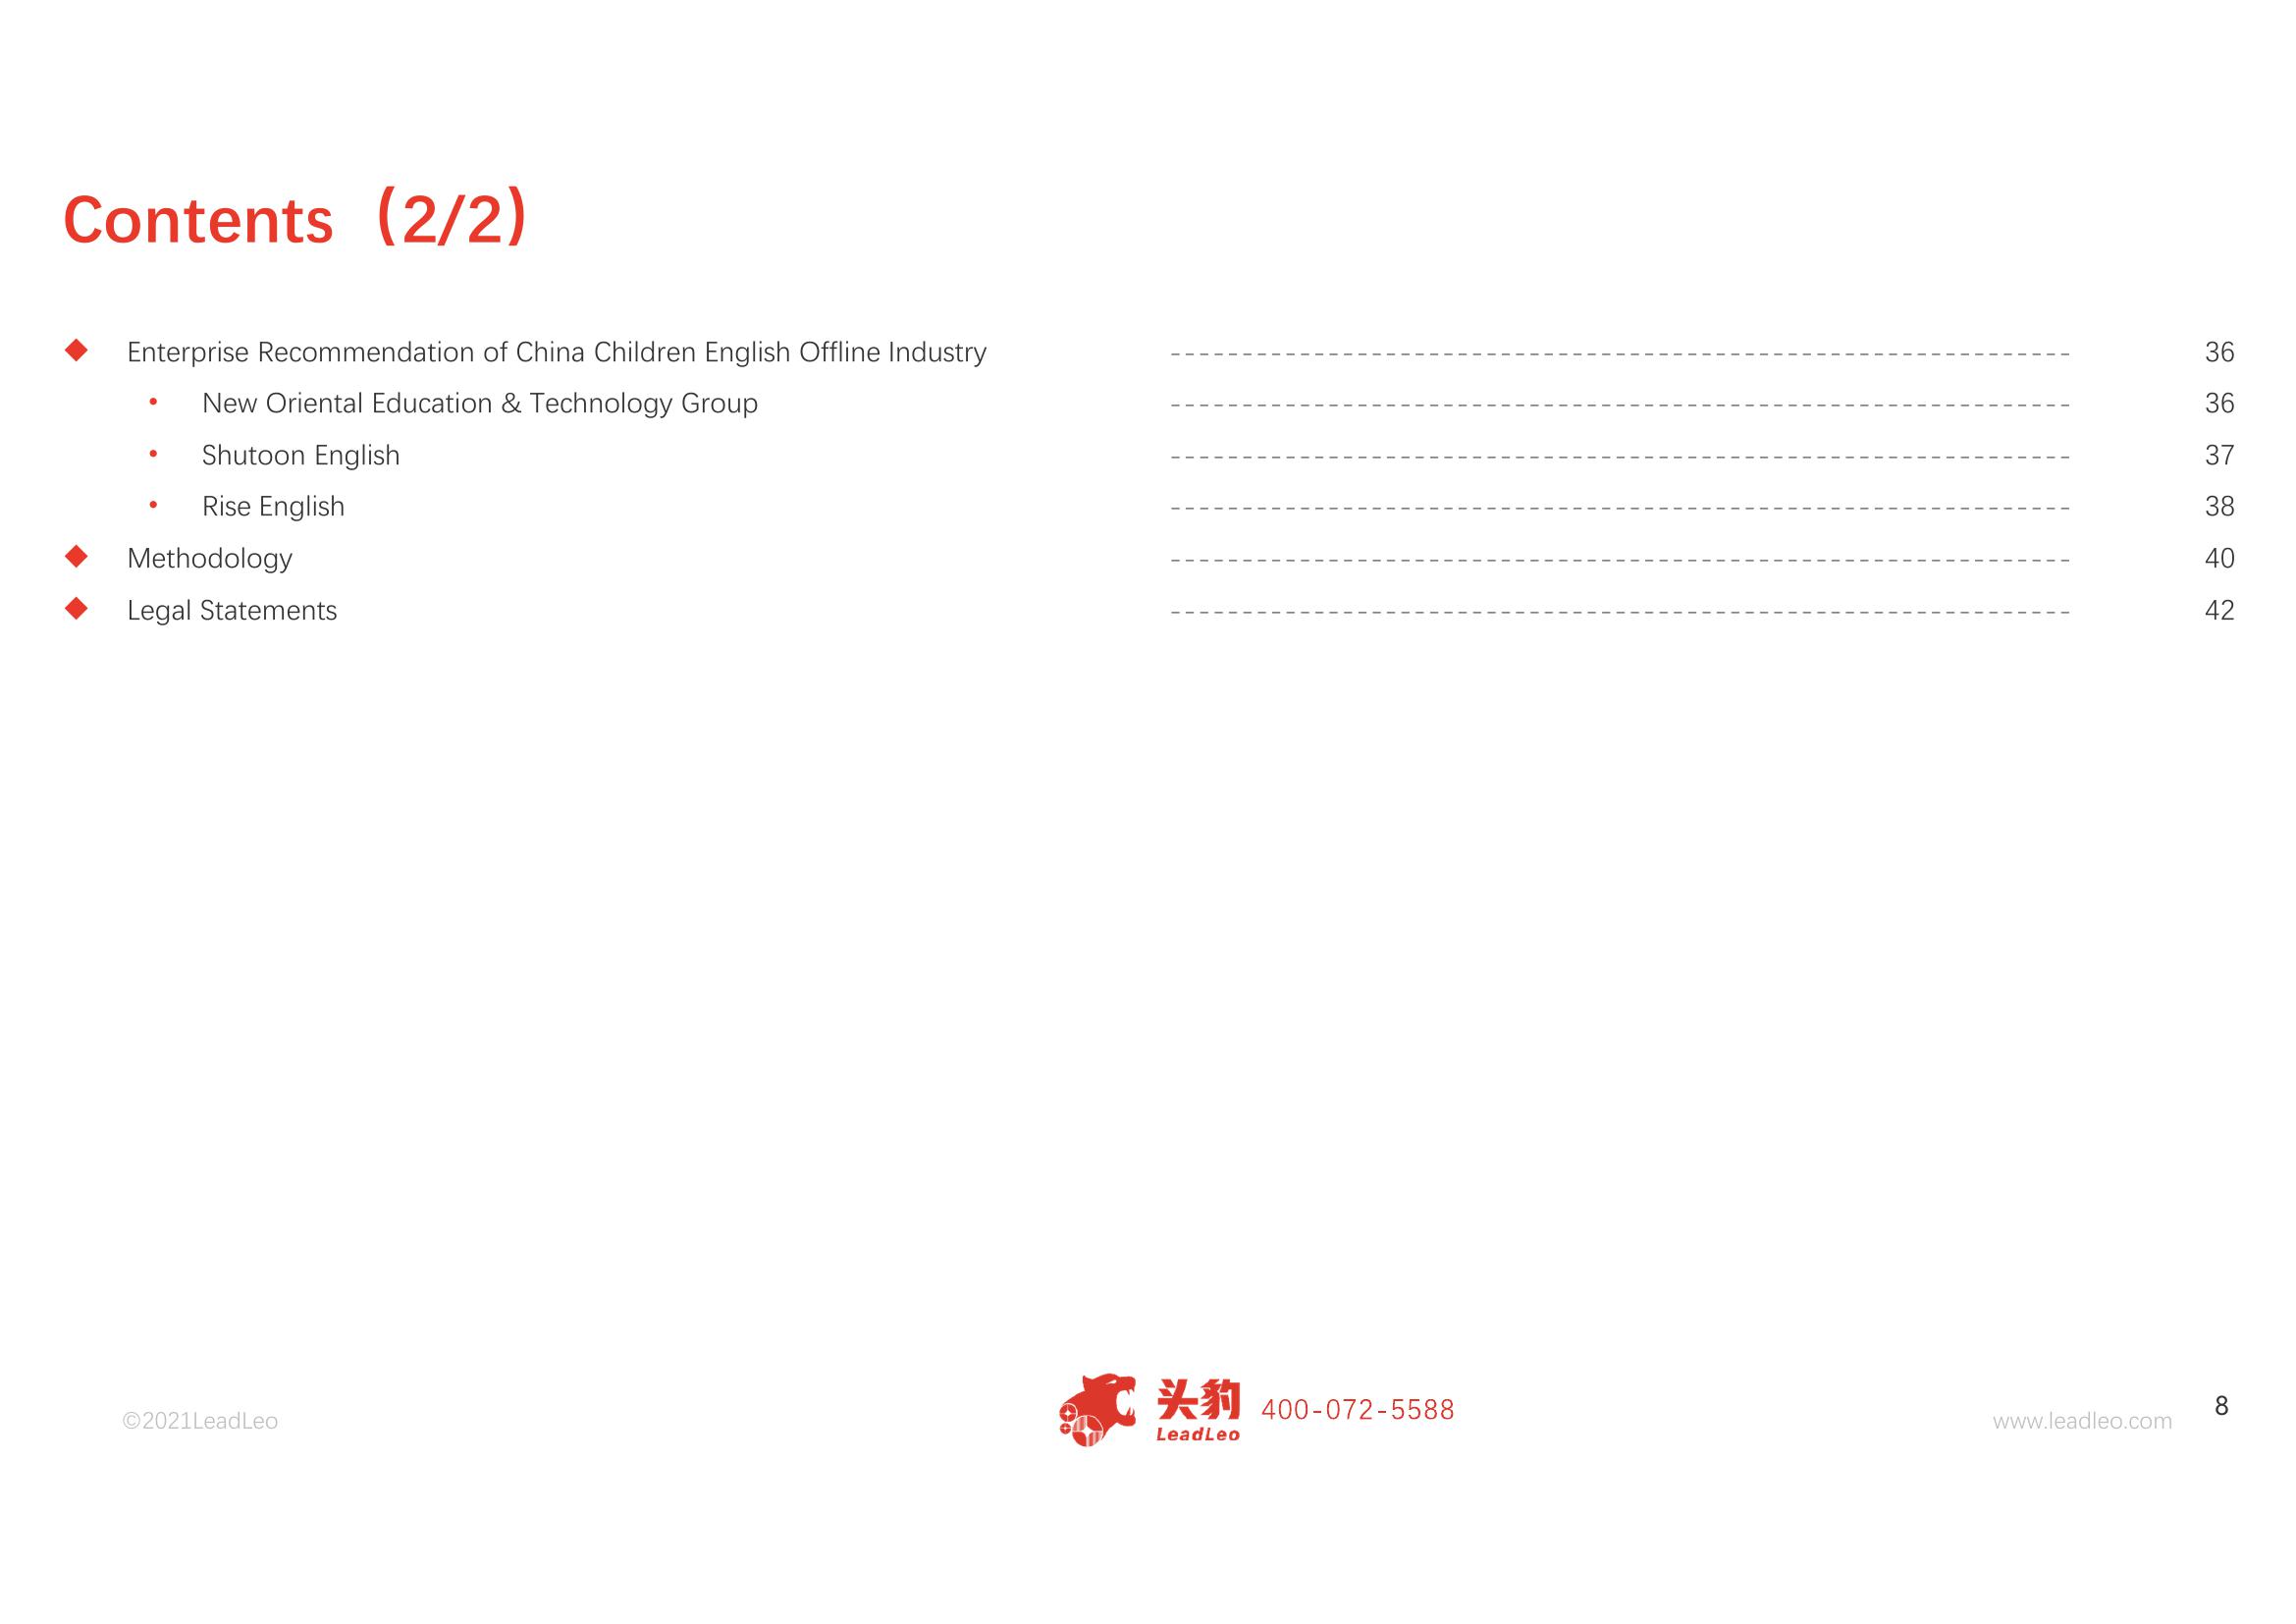 Contents（2/2）
◆ Enterprise Recommendation of China Children English Offline Industry ---------------------------------------------------------------- 36
• New Oriental Education & Technology Group ---------------------------------------------------------------- 36
• Shutoon English ---------------------------------------------------------------- 37
• Rise English ---------------------------------------------------------------- 38
◆ Methodology ---------------------------------------------------------------- 40
◆ Legal Statements ---------------------------------------------------------------- 42
©2021LeadLeo
头豹
LeadLeo
400-072-5588
www.leadleo.com
8